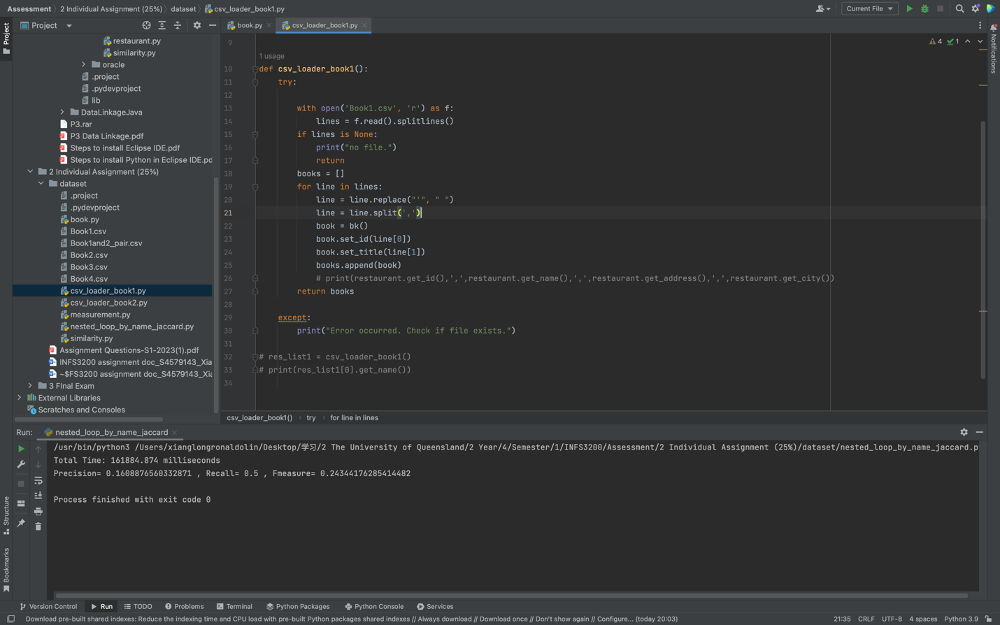 Assessment 2 Individual Assignment (25%) dataset csv_loader_book1.py
Current File
Project
book.py
csv_loader_book1.py
Project
Notifications
restaurant.py
similarity.py
oracle
.project
.pydevproject
lib
DataLinkageJava
P3.rar
P3 Data Linkage.pdf
Steps to install Eclipse IDE.pdf
Steps to install Python in Eclipse IDE.pd
2 Individual Assignment (25%)
dataset
.project
.pydevproject
book.py
Book1.csv
Book1and2_pair.csv
Book2.csv
Book3.csv
Book4.csv
csv_loader_book1.py
csv_loader_book2.py
measurement.py
nested_loop_by_name_jaccard.py
similarity.py
Assignment Questions-S1-2023(1).pdf
INFS3200 assignment doc_S4579143_Xia
~$FS3200 assignment doc_S4579143_Xia
3 FInal Exam
External Libraries
Scratches and Consoles
4 1
9
1 usage
10 def csv_loader_book1():
11 try:
12
13 with open('Book1.csv', 'r') as f:
14 lines = f.read().splitlines()
15 if lines is None:
16 print("no file.")
17 return
18 books = []
19 for line in lines:
20 line = line.replace("'", " ")
21 line = line.split(',')
22 book = bk()
23 book.set_id(line[0])
24 book.set_title(line[1])
25 books.append(book)
26 # print(restaurant.get_id(),',',restaurant.get_name(),',',restaurant.get_address(),',',restaurant.get_city())
27 return books
28
29 except:
30 print("Error occurred. Check if file exists.")
31
32 # res_list1 = csv_loader_book1()
33 # print(res_list1[0].get_name())
34
csv_loader_book1() try for line in lines
Run: nested_loop_by_name_jaccard
/usr/bin/python3 /Users/xianglongronaldolin/Desktop/学习/2 The University of Queensland/2 Year/4/Semester/1/INFS3200/Assessment/2 Individual Assignment (25%)/dataset/nested_loop_by_name_jaccard.p
Total Time: 161884.874 milliseconds
Precision= 0.1608876560332871 , Recall= 0.5 , Fmeasure= 0.24344176285414482
Process finished with exit code 0
Structure
Bookmarks
Version Control Run TODO Problems Terminal Python Packages Python Console Services
Download pre-built shared indexes: Reduce the indexing time and CPU load with pre-built Python packages shared indexes // Always download // Download once // Don't show again // Configure... (today 20:03) 21:35 CRLF UTF-8 4 spaces Python 3.9